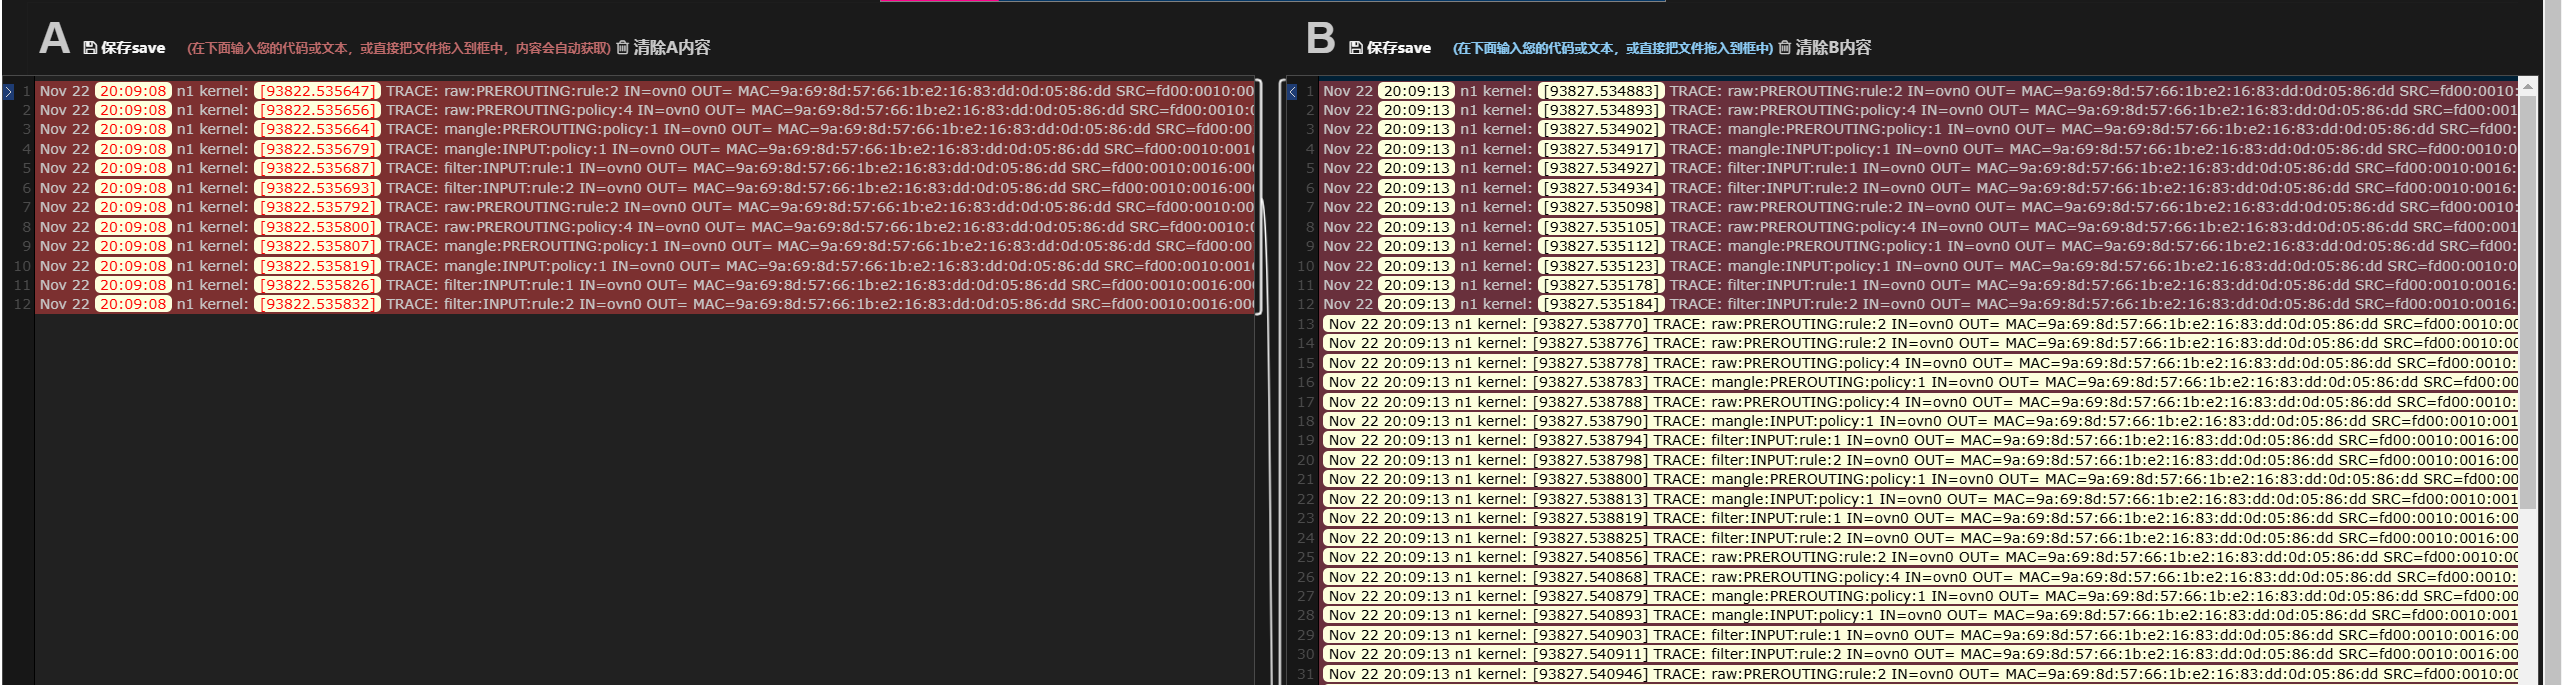 A 保存save (在下面输入您的代码或文本，或直接把文件拖入到框中，内容会自动获取) 清除A内容
1 Nov 22 20:09:08 n1 kernel: [93822.535647] TRACE: raw:PREROUTING:rule:2 IN=ovn0 OUT= MAC=9a:69:8d:57:66:1b:e2:16:83:dd:0d:05:86:dd SRC=fd00:0010:00
2 Nov 22 20:09:08 n1 kernel: [93822.535656] TRACE: raw:PREROUTING:policy:4 IN=ovn0 OUT= MAC=9a:69:8d:57:66:1b:e2:16:83:dd:0d:05:86:dd SRC=fd00:0010:
3 Nov 22 20:09:08 n1 kernel: [93822.535664] TRACE: mangle:PREROUTING:policy:1 IN=ovn0 OUT= MAC=9a:69:8d:57:66:1b:e2:16:83:dd:0d:05:86:dd SRC=fd00
4 Nov 22 20:09:08 n1 kernel: [93822.535679] TRACE: mangle:INPUT:policy:1 IN=ovn0 OUT= MAC=9a:69:8d:57:66:1b:e2:16:83:dd:0d:05:86:dd SRC=fd00:0010:001
5 Nov 22 20:09:08 n1 kernel: [93822.535687] TRACE: filter:INPUT:rule:1 IN=ovn0 OUT= MAC=9a:69:8d:57:66:1b:e2:16:83:dd:0d:05:86:dd SRC=fd00:0010:0016:00
6 Nov 22 20:09:08 n1 kernel: [93822.535693] TRACE: filter:INPUT:rule:2 IN=ovn0 OUT= MAC=9a:69:8d:57:66:1b:e2:16:83:dd:0d:05:86:dd SRC=fd00:0010:0016:00
7 Nov 22 20:09:08 n1 kernel: [93822.535792] TRACE: raw:PREROUTING:rule:2 IN=ovn0 OUT= MAC=9a:69:8d:57:66:1b:e2:16:83:dd:0d:05:86:dd SRC=fd00:0010:00
8 Nov 22 20:09:08 n1 kernel: [93822.535800] TRACE: raw:PREROUTING:policy:4 IN=ovn0 OUT= MAC=9a:69:8d:57:66:1b:e2:16:83:dd:0d:05:86:dd SRC=fd00:0010:
9 Nov 22 20:09:08 n1 kernel: [93822.535807] TRACE: mangle:PREROUTING:policy:1 IN=ovn0 OUT= MAC=9a:69:8d:57:66:1b:e2:16:83:dd:0d:05:86:dd SRC=fd00
10 Nov 22 20:09:08 n1 kernel: [93822.535819] TRACE: mangle:INPUT:policy:1 IN=ovn0 OUT= MAC=9a:69:8d:57:66:1b:e2:16:83:dd:0d:05:86:dd SRC=fd00:0010:001
11 Nov 22 20:09:08 n1 kernel: [93822.535826] TRACE: filter:INPUT:rule:1 IN=ovn0 OUT= MAC=9a:69:8d:57:66:1b:e2:16:83:dd:0d:05:86:dd SRC=fd00:0010:0016:00
12 Nov 22 20:09:08 n1 kernel: [93822.535832] TRACE: filter:INPUT:rule:2 IN=ovn0 OUT= MAC=9a:69:8d:57:66:1b:e2:16:83:dd:0d:05:86:dd SRC=fd00:0010:0016:00
B 保存save (在下面输入您的代码或文本，或直接把文件拖入到框中) 清除B内容
1 Nov 22 20:09:13 n1 kernel: [93827.534883] TRACE: raw:PREROUTING:rule:2 IN=ovn0 OUT= MAC=9a:69:8d:57:66:1b:e2:16:83:dd:0d:05:86:dd SRC=fd00:0010:
2 Nov 22 20:09:13 n1 kernel: [93827.534893] TRACE: raw:PREROUTING:policy:4 IN=ovn0 OUT= MAC=9a:69:8d:57:66:1b:e2:16:83:dd:0d:05:86:dd SRC=fd00:001
3 Nov 22 20:09:13 n1 kernel: [93827.534902] TRACE: mangle:PREROUTING:policy:1 IN=ovn0 OUT= MAC=9a:69:8d:57:66:1b:e2:16:83:dd:0d:05:86:dd SRC=fd
4 Nov 22 20:09:13 n1 kernel: [93827.534917] TRACE: mangle:INPUT:policy:1 IN=ovn0 OUT= MAC=9a:69:8d:57:66:1b:e2:16:83:dd:0d:05:86:dd SRC=fd00:0010:0
5 Nov 22 20:09:13 n1 kernel: [93827.534927] TRACE: filter:INPUT:rule:1 IN=ovn0 OUT= MAC=9a:69:8d:57:66:1b:e2:16:83:dd:0d:05:86:dd SRC=fd00:0010:0016:
6 Nov 22 20:09:13 n1 kernel: [93827.534934] TRACE: filter:INPUT:rule:2 IN=ovn0 OUT= MAC=9a:69:8d:57:66:1b:e2:16:83:dd:0d:05:86:dd SRC=fd00:0010:0016:
7 Nov 22 20:09:13 n1 kernel: [93827.535098] TRACE: raw:PREROUTING:rule:2 IN=ovn0 OUT= MAC=9a:69:8d:57:66:1b:e2:16:83:dd:0d:05:86:dd SRC=fd00:0010:
8 Nov 22 20:09:13 n1 kernel: [93827.535105] TRACE: raw:PREROUTING:policy:4 IN=ovn0 OUT= MAC=9a:69:8d:57:66:1b:e2:16:83:dd:0d:05:86:dd SRC=fd00:001
9 Nov 22 20:09:13 n1 kernel: [93827.535112] TRACE: mangle:PREROUTING:policy:1 IN=ovn0 OUT= MAC=9a:69:8d:57:66:1b:e2:16:83:dd:0d:05:86:dd SRC=fd
10 Nov 22 20:09:13 n1 kernel: [93827.535123] TRACE: mangle:INPUT:policy:1 IN=ovn0 OUT= MAC=9a:69:8d:57:66:1b:e2:16:83:dd:0d:05:86:dd SRC=fd00:0010:0
11 Nov 22 20:09:13 n1 kernel: [93827.535178] TRACE: filter:INPUT:rule:1 IN=ovn0 OUT= MAC=9a:69:8d:57:66:1b:e2:16:83:dd:0d:05:86:dd SRC=fd00:0010:0016:
12 Nov 22 20:09:13 n1 kernel: [93827.535184] TRACE: filter:INPUT:rule:2 IN=ovn0 OUT= MAC=9a:69:8d:57:66:1b:e2:16:83:dd:0d:05:86:dd SRC=fd00:0010:0016:
13 Nov 22 20:09:13 n1 kernel: [93827.538770] TRACE: raw:PREROUTING:rule:2 IN=ovn0 OUT= MAC=9a:69:8d:57:66:1b:e2:16:83:dd:0d:05:86:dd SRC=fd00:0010:00
14 Nov 22 20:09:13 n1 kernel: [93827.538776] TRACE: raw:PREROUTING:rule:2 IN=ovn0 OUT= MAC=9a:69:8d:57:66:1b:e2:16:83:dd:0d:05:86:dd SRC=fd00:0010:00
15 Nov 22 20:09:13 n1 kernel: [93827.538778] TRACE: raw:PREROUTING:policy:4 IN=ovn0 OUT= MAC=9a:69:8d:57:66:1b:e2:16:83:dd:0d:05:86:dd SRC=fd00:0010:
16 Nov 22 20:09:13 n1 kernel: [93827.538783] TRACE: mangle:PREROUTING:policy:1 IN=ovn0 OUT= MAC=9a:69:8d:57:66:1b:e2:16:83:dd:0d:05:86:dd SRC=fd00
17 Nov 22 20:09:13 n1 kernel: [93827.538788] TRACE: raw:PREROUTING:policy:4 IN=ovn0 OUT= MAC=9a:69:8d:57:66:1b:e2:16:83:dd:0d:05:86:dd SRC=fd00:0010:
18 Nov 22 20:09:13 n1 kernel: [93827.538790] TRACE: mangle:INPUT:policy:1 IN=ovn0 OUT= MAC=9a:69:8d:57:66:1b:e2:16:83:dd:0d:05:86:dd SRC=fd00:0010:001
19 Nov 22 20:09:13 n1 kernel: [93827.538794] TRACE: filter:INPUT:rule:1 IN=ovn0 OUT= MAC=9a:69:8d:57:66:1b:e2:16:83:dd:0d:05:86:dd SRC=fd00:0010:0016:00
20 Nov 22 20:09:13 n1 kernel: [93827.538798] TRACE: filter:INPUT:rule:2 IN=ovn0 OUT= MAC=9a:69:8d:57:66:1b:e2:16:83:dd:0d:05:86:dd SRC=fd00:0010:0016:00
21 Nov 22 20:09:13 n1 kernel: [93827.538800] TRACE: mangle:PREROUTING:policy:1 IN=ovn0 OUT= MAC=9a:69:8d:57:66:1b:e2:16:83:dd:0d:05:86:dd SRC=fd00
22 Nov 22 20:09:13 n1 kernel: [93827.538813] TRACE: mangle:INPUT:policy:1 IN=ovn0 OUT= MAC=9a:69:8d:57:66:1b:e2:16:83:dd:0d:05:86:dd SRC=fd00:0010:001
23 Nov 22 20:09:13 n1 kernel: [93827.538819] TRACE: filter:INPUT:rule:1 IN=ovn0 OUT= MAC=9a:69:8d:57:66:1b:e2:16:83:dd:0d:05:86:dd SRC=fd00:0010:0016:00
24 Nov 22 20:09:13 n1 kernel: [93827.538825] TRACE: filter:INPUT:rule:2 IN=ovn0 OUT= MAC=9a:69:8d:57:66:1b:e2:16:83:dd:0d:05:86:dd SRC=fd00:0010:0016:00
25 Nov 22 20:09:13 n1 kernel: [93827.540856] TRACE: raw:PREROUTING:rule:2 IN=ovn0 OUT= MAC=9a:69:8d:57:66:1b:e2:16:83:dd:0d:05:86:dd SRC=fd00:0010:00
26 Nov 22 20:09:13 n1 kernel: [93827.540868] TRACE: raw:PREROUTING:policy:4 IN=ovn0 OUT= MAC=9a:69:8d:57:66:1b:e2:16:83:dd:0d:05:86:dd SRC=fd00:0010:
27 Nov 22 20:09:13 n1 kernel: [93827.540879] TRACE: mangle:PREROUTING:policy:1 IN=ovn0 OUT= MAC=9a:69:8d:57:66:1b:e2:16:83:dd:0d:05:86:dd SRC=fd00
28 Nov 22 20:09:13 n1 kernel: [93827.540893] TRACE: mangle:INPUT:policy:1 IN=ovn0 OUT= MAC=9a:69:8d:57:66:1b:e2:16:83:dd:0d:05:86:dd SRC=fd00:0010:001
29 Nov 22 20:09:13 n1 kernel: [93827.540903] TRACE: filter:INPUT:rule:1 IN=ovn0 OUT= MAC=9a:69:8d:57:66:1b:e2:16:83:dd:0d:05:86:dd SRC=fd00:0010:0016:00
30 Nov 22 20:09:13 n1 kernel: [93827.540911] TRACE: filter:INPUT:rule:2 IN=ovn0 OUT= MAC=9a:69:8d:57:66:1b:e2:16:83:dd:0d:05:86:dd SRC=fd00:0010:0016:00
31 Nov 22 20:09:13 n1 kernel: [93827.540946] TRACE: raw:PREROUTING:rule:2 IN=ovn0 OUT= MAC=9a:69:8d:57:66:1b:e2:16:83:dd:0d:05:86:dd SRC=fd00:0010:00